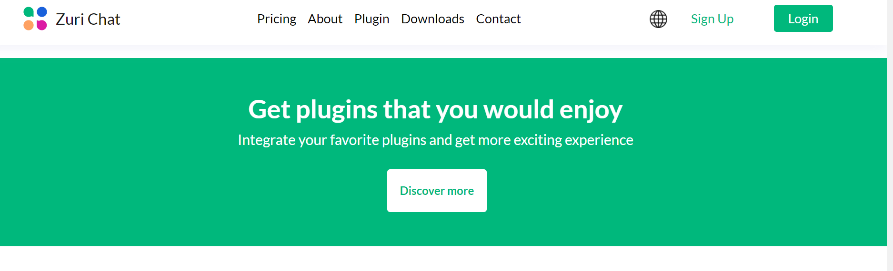 Zuri Chat Pricing About Plugin Downloads Contact Sign Up Login
Get plugins that you would enjoy
Integrate your favorite plugins and get more exciting experience
Discover more